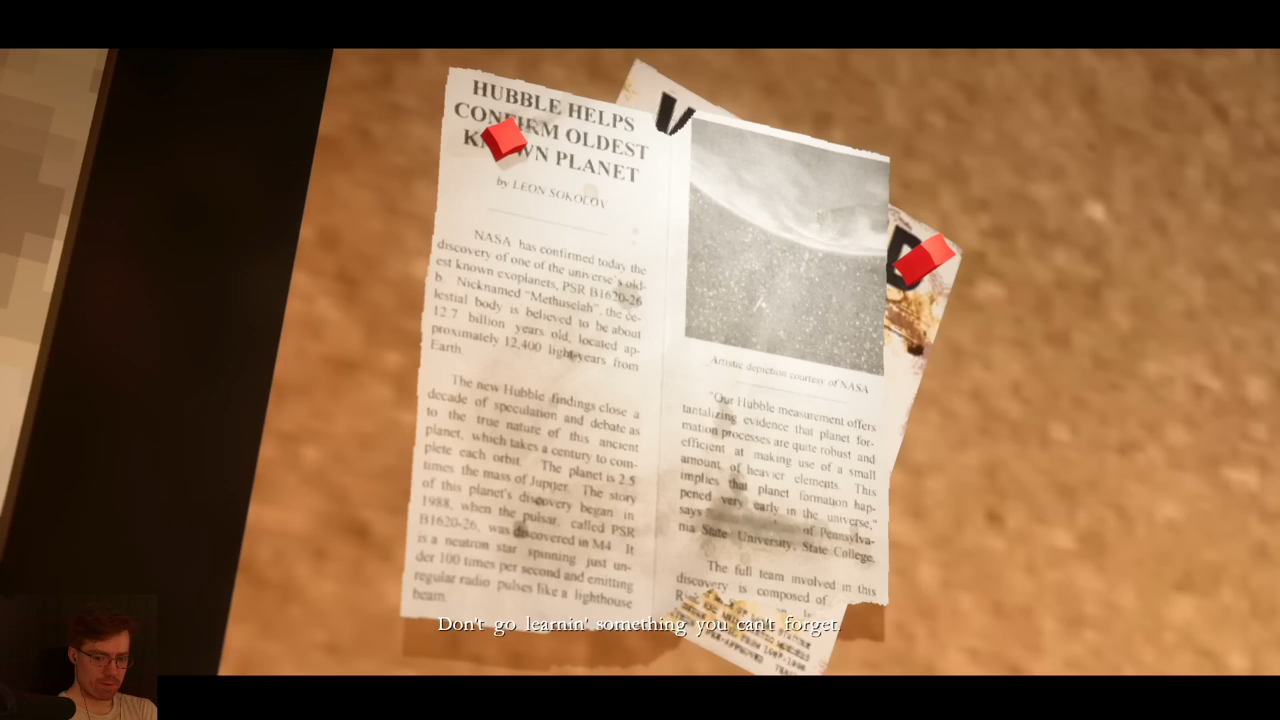 HUBBLE HELPS
CONFIRM OLDEST
KNOWN PLANET
by LEON SOKOLOV
NASA has confirmed today the
discovery of one of the universe's old-
est known exoplanets, PSR B1620-26
b. Nicknamed "Methuselah", the ce-
lestial body is believed to be about
12.7 billion years old, located ap-
proximately 12,400 light-years from
Earth.
The new Hubble findings close a
decade of speculation and debate as
to the true nature of this ancient
planet, which takes a century to com-
plete each orbit. The planet is 2.5
times the mass of Jupiter. The story
of this planet's discovery began in
1988, when the pulsar, called PSR
B1620-26, was discovered in M4. It
is a neutron star spinning just un-
der 100 times per second and emitting
regular radio pulses like a lighthouse
beam.
Artistic depiction courtesy of NASA
"Our Hubble measurement offers
tantalizing evidence that planet for-
mation processes are quite robust and
efficient at making use of a small
amount of heavier elements. This
implies that planet formation hap-
pened very early in the universe,"
says of Pennsylva-
nia State University, State College.
The full team involved in this
discovery is composed of
Don't go learnin' something you can't forget.